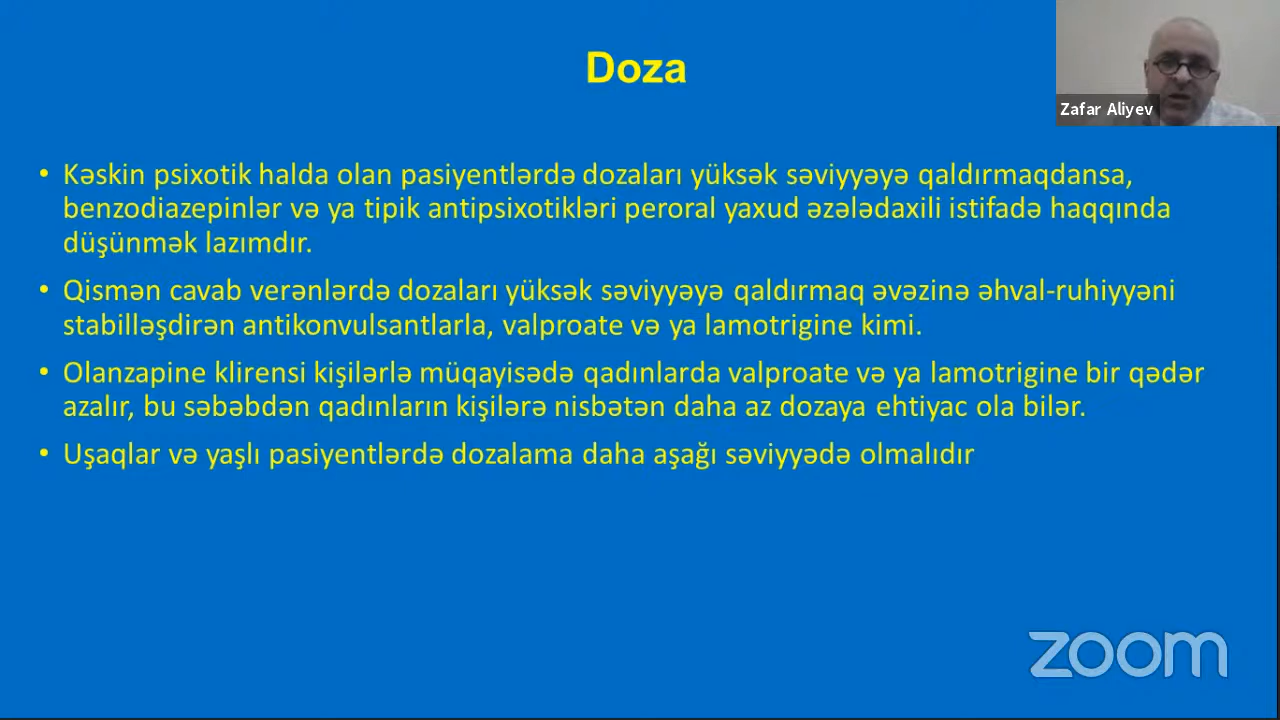 Doza
Zafar Aliyev
• Kəskin psixotik halda olan pasiyentlərdə dozaları yüksək səviyyəyə qaldırmaqdansa,
benzodiazepinlər və ya tipik antipsixotikləri peroral yaxud əzələdaxili istifadə haqqında
düşünmək lazımdır.
• Qismən cavab verənlərdə dozaları yüksək səviyyəyə qaldırmaq əvəzinə əhval-ruhiyyəni
stabilləşdirən antikonvulsantlarla, valproate və ya lamotrigine kimi.
• Olanzapine klirensi kişilərlə müqayisədə qadınlarda valproate və ya lamotrigine bir qədər
azalır, bu səbəbdən qadınların kişilərə nisbətən daha az dozaya ehtiyac ola bilər.
• Uşaqlar və yaşlı pasiyentlərdə dozalama daha aşağı səviyyədə olmalıdır
zoom